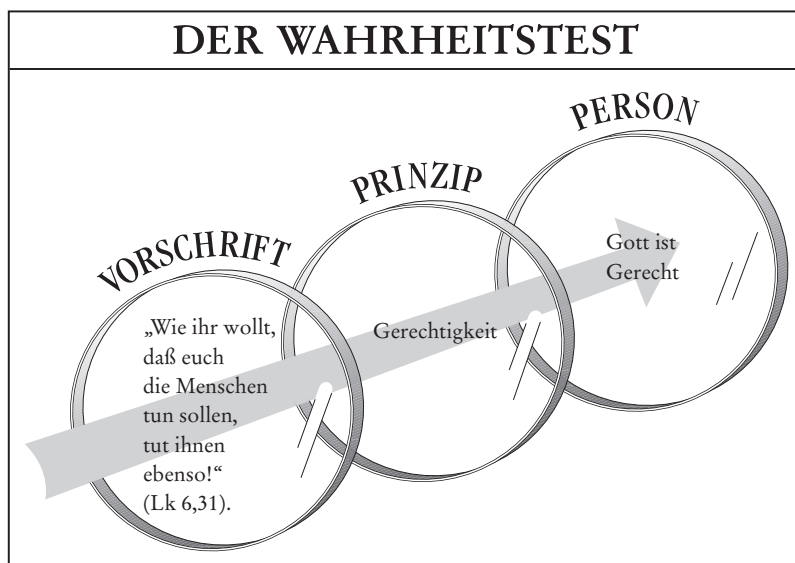 DER WAHRHEITSTEST
PERSON
PRINZIP
VORSCHRIFT
Gott ist
Gerecht
Gerechtigkeit
„Wie ihr wollt,
daß euch
die Menschen
tun sollen,
tut ihnen
ebenso!“
(Lk 6,31).